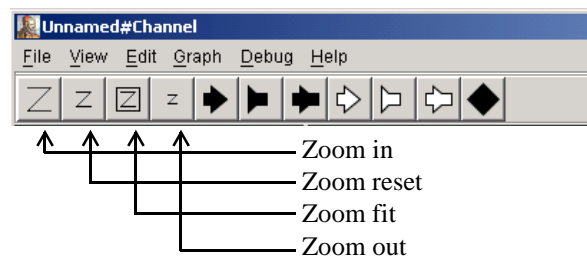 Unnamed#Channel
File View Edit Graph Debug Help
Z Z Z z
Zoom in
Zoom reset
Zoom fit
Zoom out